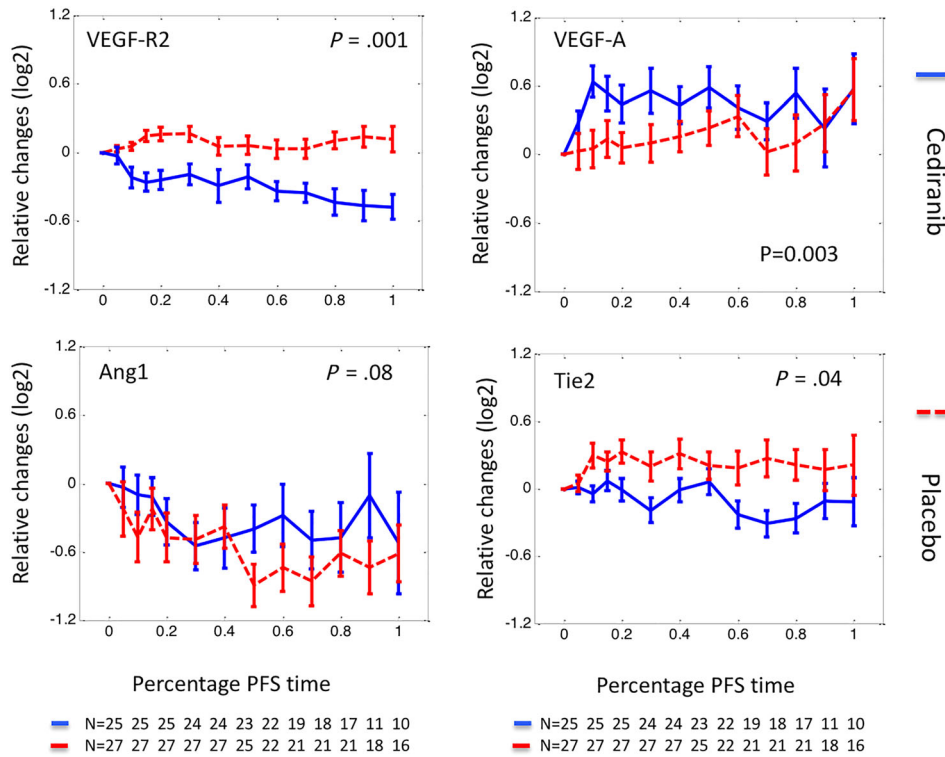 VEGF-R2
P = .001
Relative changes (log2)
1.2
0.6
0
-0.6
-1.2
0 0.2 0.4 0.6 0.8 1
VEGF-A
P=0.003
Relative changes (log2)
1.2
0.6
0
-0.6
-1.2
0 0.2 0.4 0.6 0.8 1
Cediranib
Ang1
P = .08
Relative changes (log2)
1.2
0.6
0
-0.6
-1.2
0 0.2 0.4 0.6 0.8 1
Percentage PFS time
Tie2
P = .04
Relative changes (log2)
1.2
0.6
0
-0.6
-1.2
0 0.2 0.4 0.6 0.8 1
Percentage PFS time
Placebo
N=25 25 25 24 24 23 22 19 18 17 11 10
N=27 27 27 27 27 25 22 21 21 21 18 16
N=25 25 25 24 24 23 22 19 18 17 11 10
N=27 27 27 27 27 25 22 21 21 21 18 16